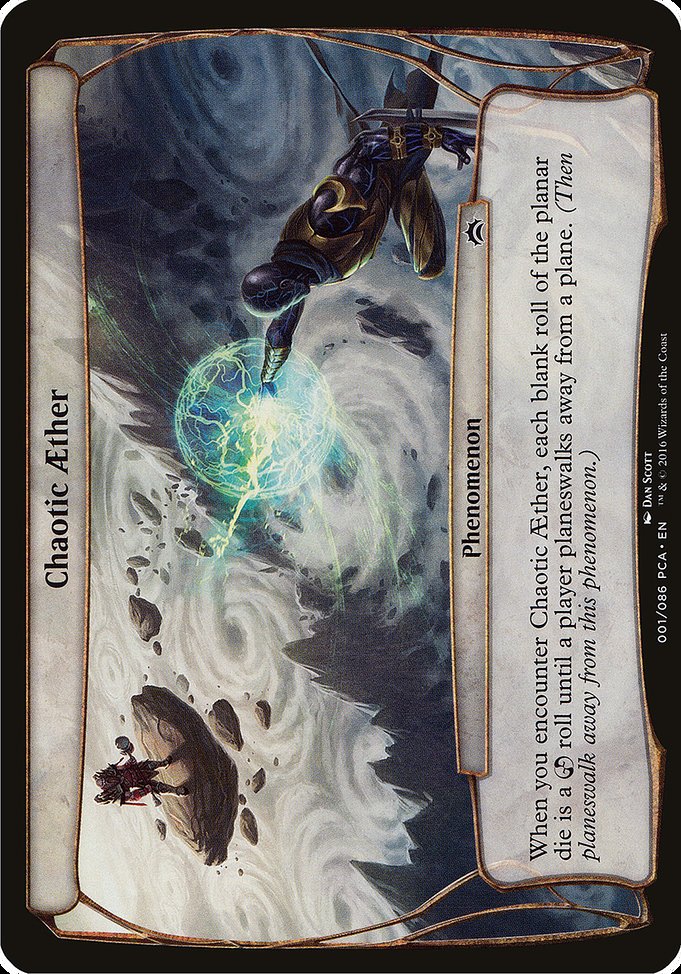 Chaotic Æther
Phenomenon
When you encounter Chaotic Æther, each blank roll of the planar
die is a roll until a player planeswalks away from a plane. (Then
planeswalk away from this phenomenon.)
001/086 PCA • EN DAN SCOTT
™ & © 2016 Wizards of the Coast